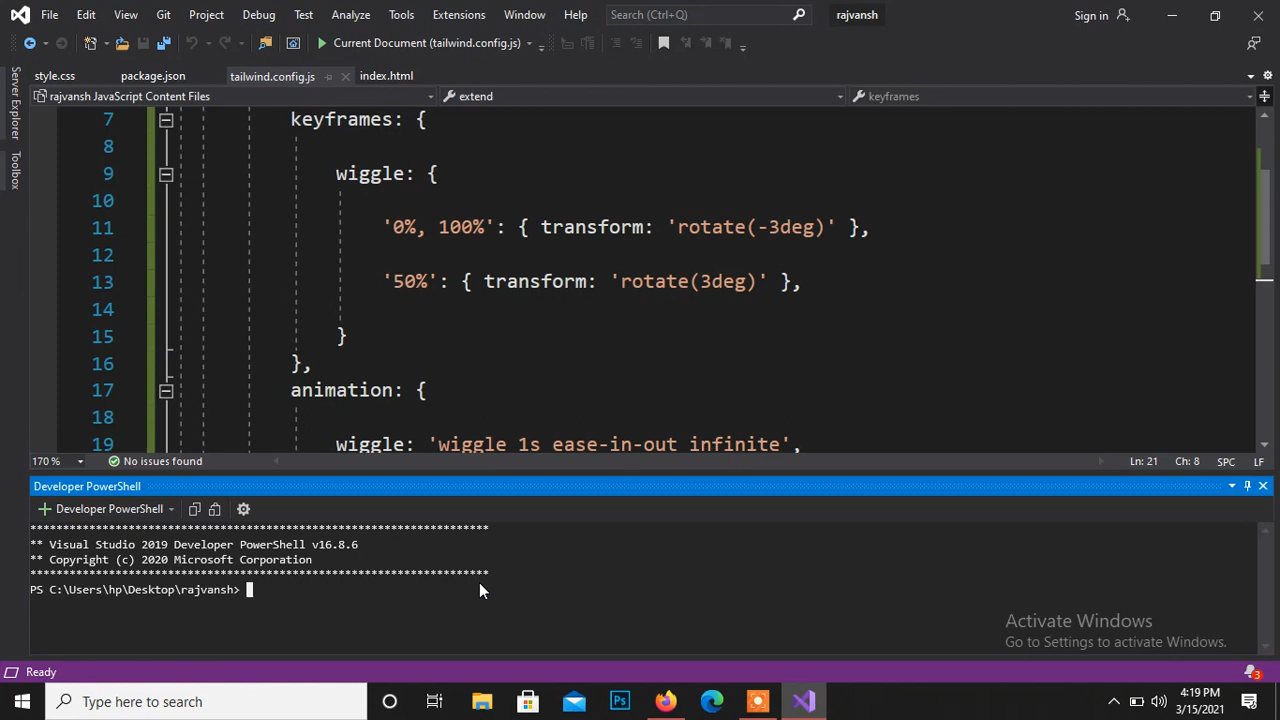 File Edit View Git Project Debug Test Analyze Tools Extensions Window Help Search (Ctrl+Q) rajvansh Sign in
Current Document (tailwind.config.js)
style.css package.json tailwind.config.js index.html
rajvansh JavaScript Content Files extend keyframes
Server Explorer
Toolbox
7 keyframes: {
8
9 wiggle: {
10
11 '0%, 100%': { transform: 'rotate(-3deg)' },
12
13 '50%': { transform: 'rotate(3deg)' },
14
15 }
16 },
17 animation: {
18
19 wiggle: 'wiggle 1s ease-in-out infinite',
170 % No issues found Ln: 21 Ch: 8 SPC LF
Developer PowerShell
Developer PowerShell
**********************************************************************
** Visual Studio 2019 Developer PowerShell v16.8.6
** Copyright (c) 2020 Microsoft Corporation
**********************************************************************
PS C:\Users\hp\Desktop\rajvansh>
Activate Windows
Go to Settings to activate Windows.
Ready 3
Type here to search Ps 4:19 PM
3/15/2021